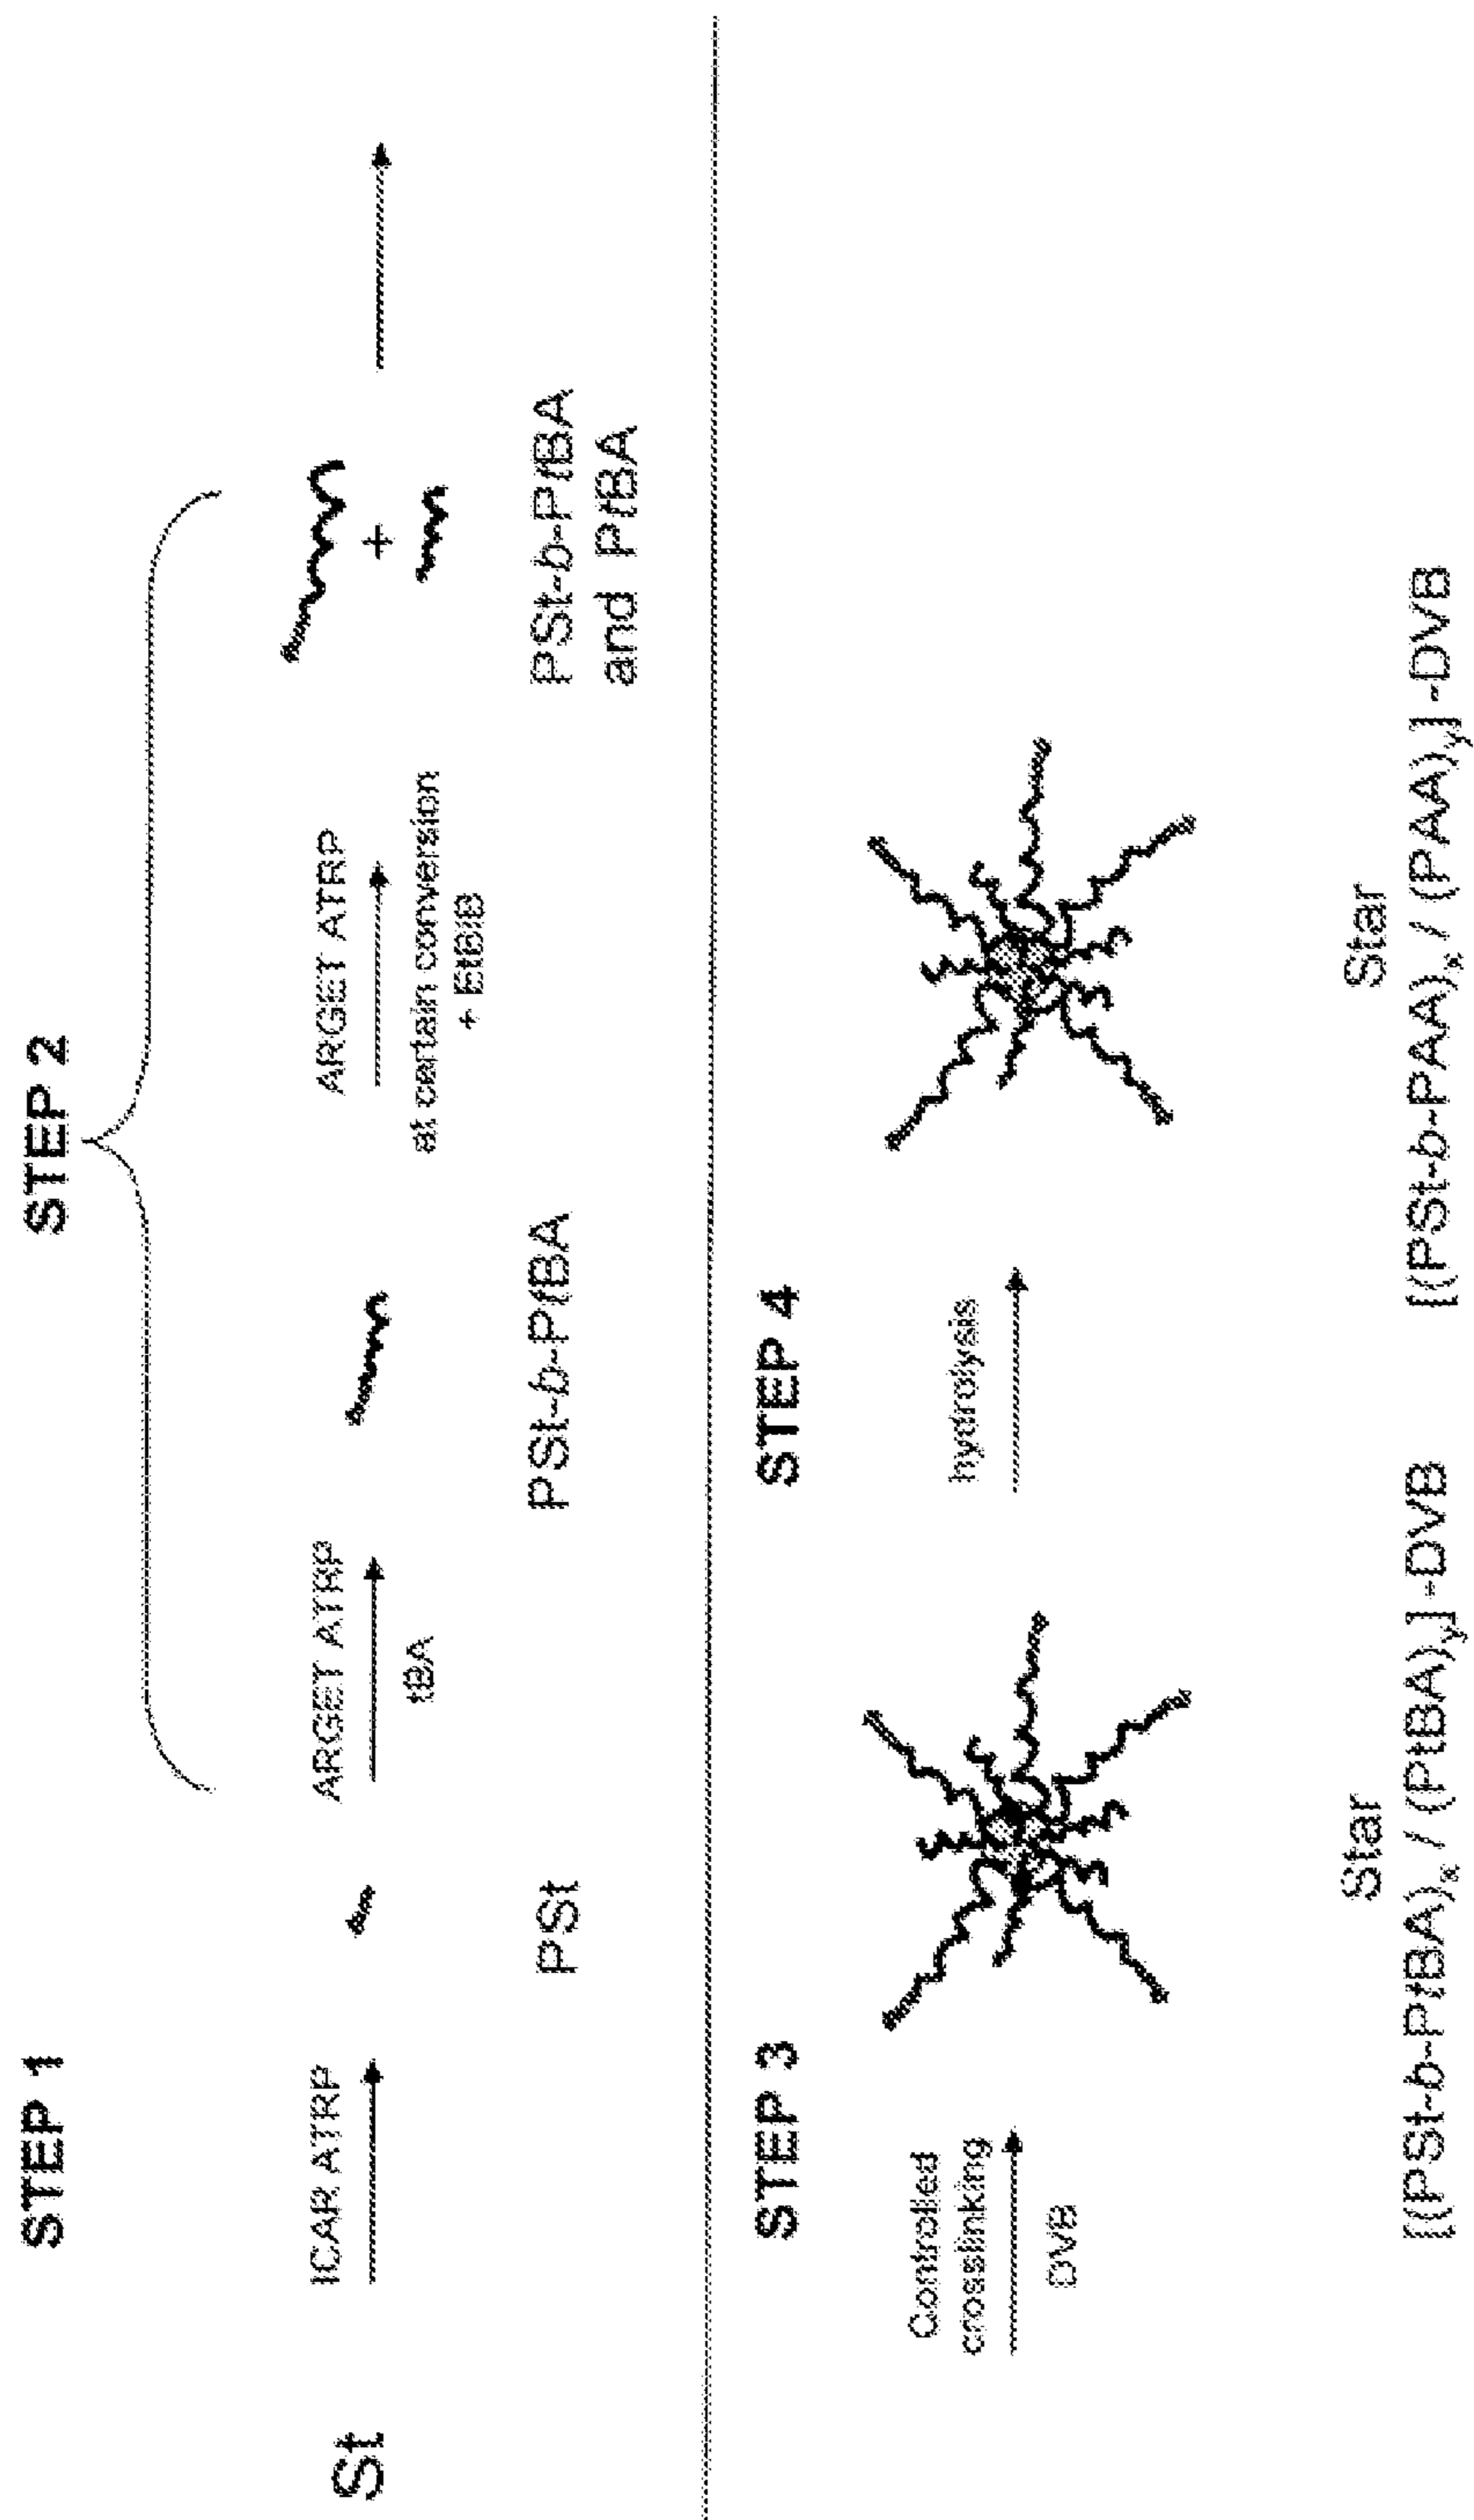 STEP 1
STEP 2
St
ICAR ATRP
PSt
ARGET ATRP
tBA
PSt-b-PtBA
ARGET ATRP
at certain conversion
+ EtBiB
+
PSt-b-PtBA
and PtBA
STEP 3
STEP 4
Controlled
crosslinking
DVB
Star
[(PSt-b-PtBA)x / (PtBA)y] -DVB
hydrolysis
Star
[(PSt-b-PAA)x / (PAA)y] -DVB